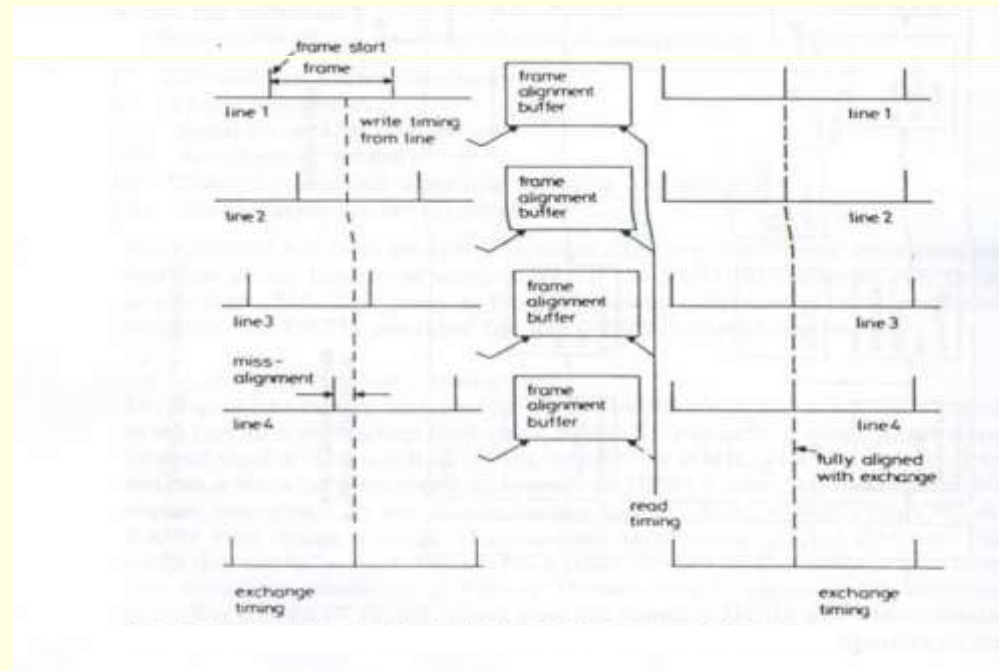 frame start
frame
line 1
write timing
from line
line 2
line 3
miss-
alignment
line 4
exchange
timing
frame
alignment
buffer
frame
alignment
buffer
frame
alignment
buffer
frame
alignment
buffer
read
timing
line 1
line 2
line 3
line 4
fully aligned
with exchange
exchange
timing